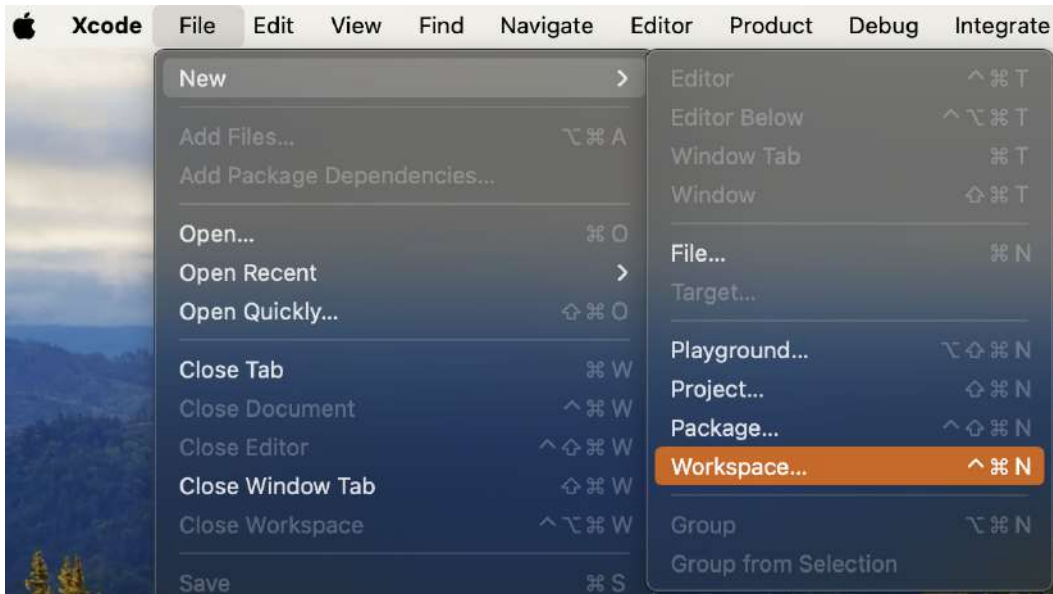 Xcode File Edit View Find Navigate Editor Product Debug Integrate
New >
Add Files... ⌥⌘A
Add Package Dependencies...
Open... ⌘O
Open Recent >
Open Quickly... ⇧⌘O
Close Tab ⌘W
Close Document ^⌘W
Close Editor ^⇧⌘W
Close Window Tab ⇧⌘W
Close Workspace ^⌥⌘W
Save ⌘S
Editor ^⌘T
Editor Below ^⌥⌘T
Window Tab ⌘T
Window ⇧⌘T
File... ⌘N
Target...
Playground... ⌥⇧⌘N
Project... ⇧⌘N
Package... ^⇧⌘N
Workspace... ^⌘N
Group ⌥⌘N
Group from Selection